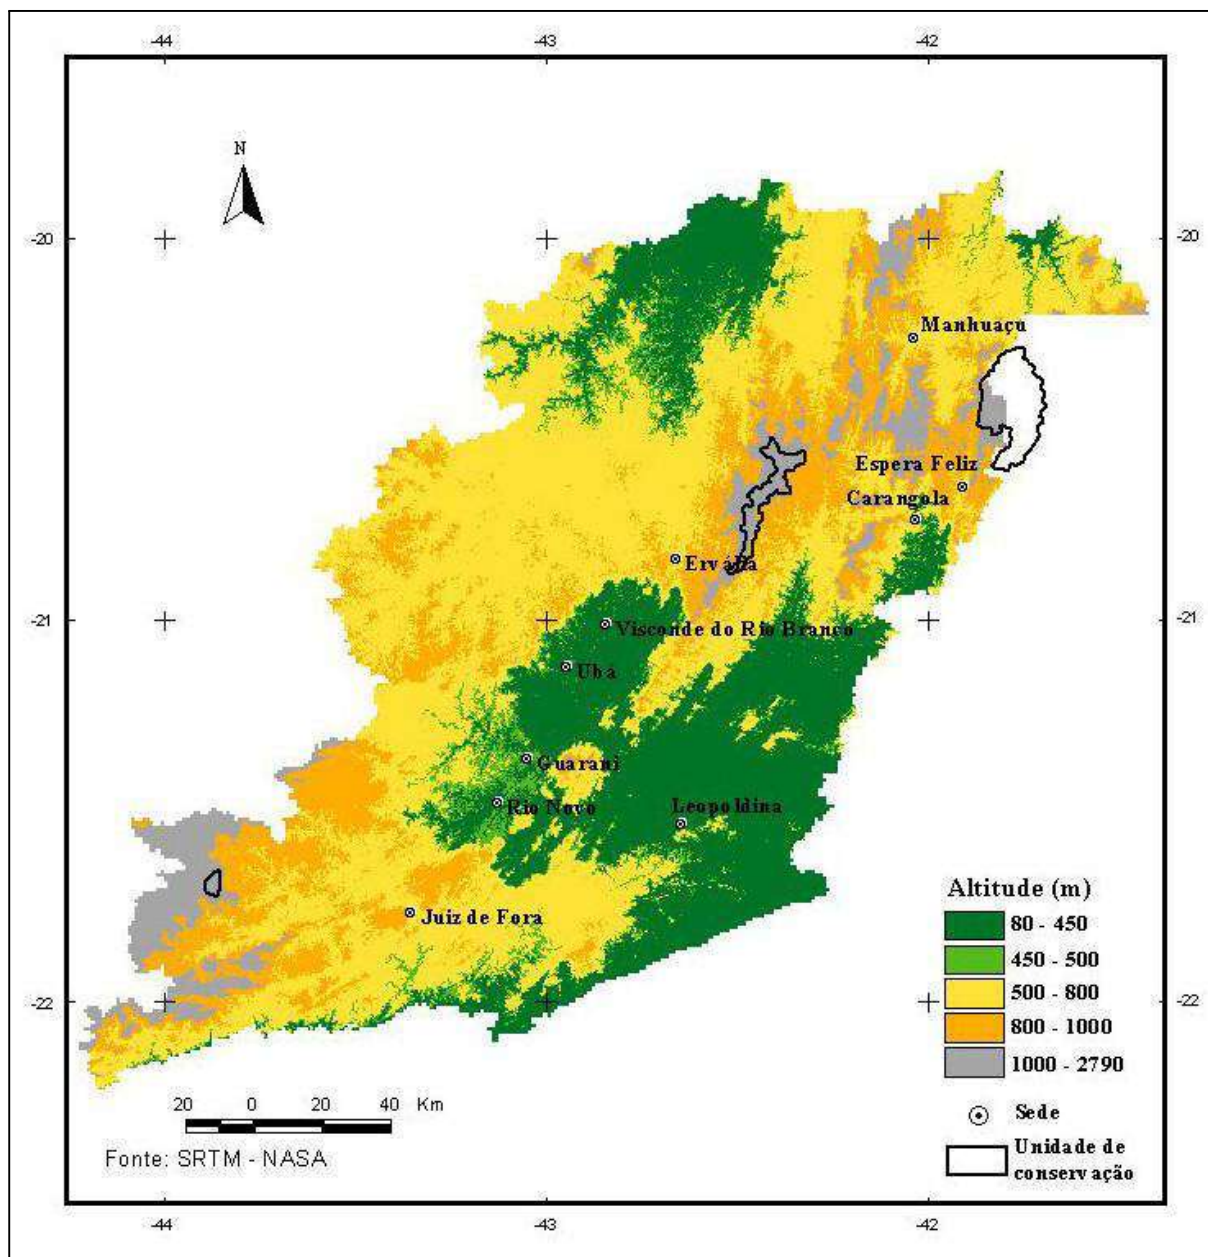 -44 -43 -42
N
-20 -20
Manhuaçu
Espera Feliz
Carangola
Ervália
-21 -21
Visconde do Rio Branco
Ubá
Guarani
Rio Novo
Leopoldina
Juiz de Fora
-22 -22
Altitude (m)
80 - 450
450 - 500
500 - 800
800 - 1000
1000 - 2790
Sede
Unidade de
conservação
20 0 20 40 Km
Fonte: SRTM - NASA
-44 -43 -42